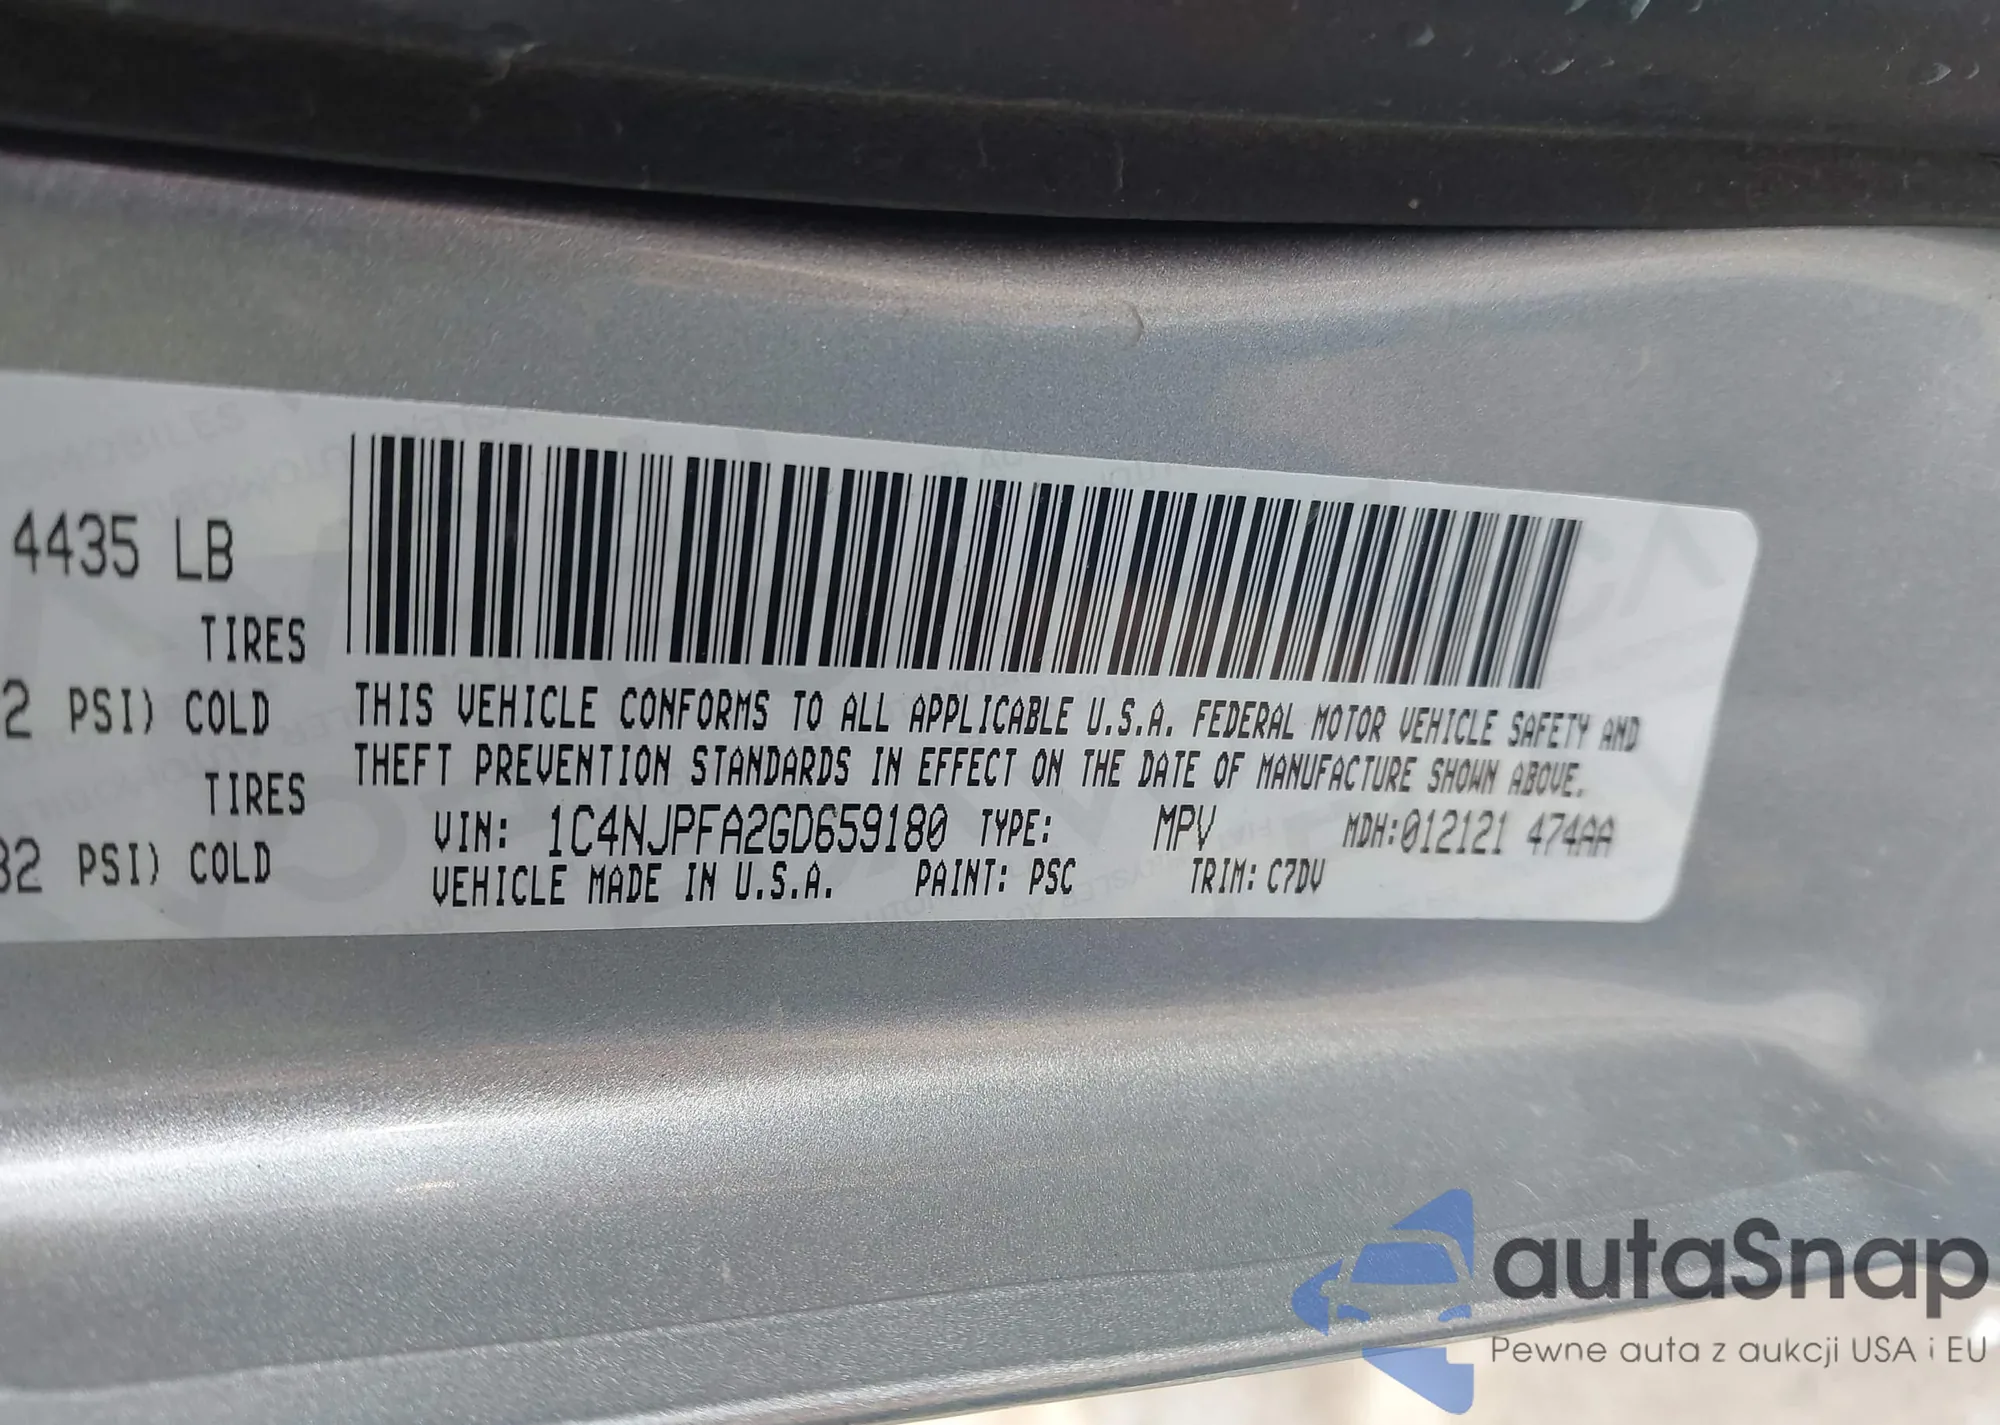 4435 LB
TIRES
2 PSI) COLD
TIRES
32 PSI) COLD
THIS VEHICLE CONFORMS TO ALL APPLICABLE U.S.A. FEDERAL MOTOR VEHICLE SAFETY AND
THEFT PREVENTION STANDARDS IN EFFECT ON THE DATE OF MANUFACTURE SHOWN ABOVE.
VIN: 1C4NJPFA2GD659180 TYPE: MPV MDH:012121 474AA
VEHICLE MADE IN U.S.A. PAINT: PSC TRIM: C7DV
autaSnap
Pewne auta z aukcji USA i EU